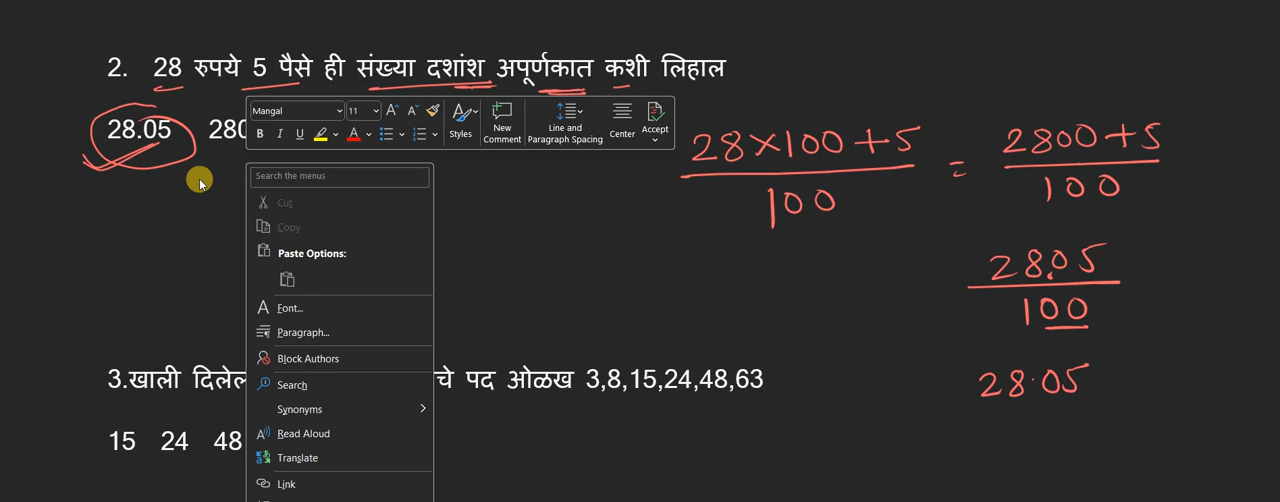 2. 28 रुपये 5 पैसे ही संख्या दशांश अपूर्णकात कशी लिहाल
28.05 280
Mangal 11 A A
B I U A
Styles
New Comment
Line and Paragraph Spacing
Center
Accept
28×100+5 = 2800+5
100 100
28.05
100
28.05
Search the menus
Cut
Copy
Paste Options:
A Font...
Paragraph...
Block Authors
Search
Synonyms
Read Aloud
Translate
Link
3.खाली दिलेल चे पद ओळख 3,8,15,24,48,63
15 24 48